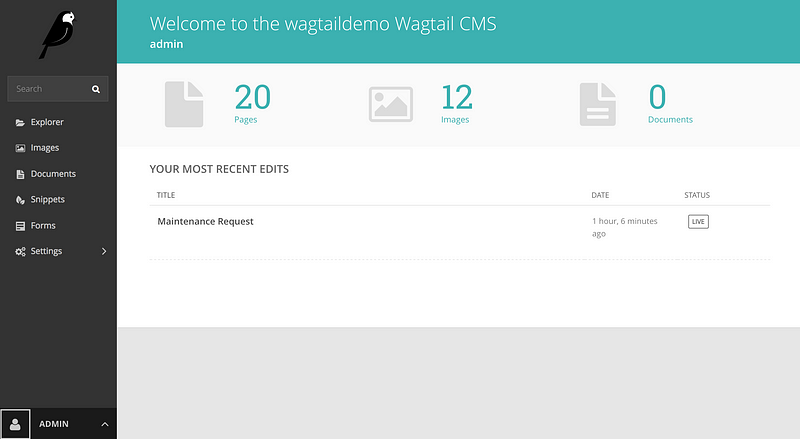 Welcome to the wagtaildemo Wagtail CMS
admin
Search
Explorer
Images
Documents
Snippets
Forms
Settings
ADMIN
20
Pages
12
Images
0
Documents
YOUR MOST RECENT EDITS
TITLE DATE STATUS
Maintenance Request 1 hour, 6 minutes LIVE
ago